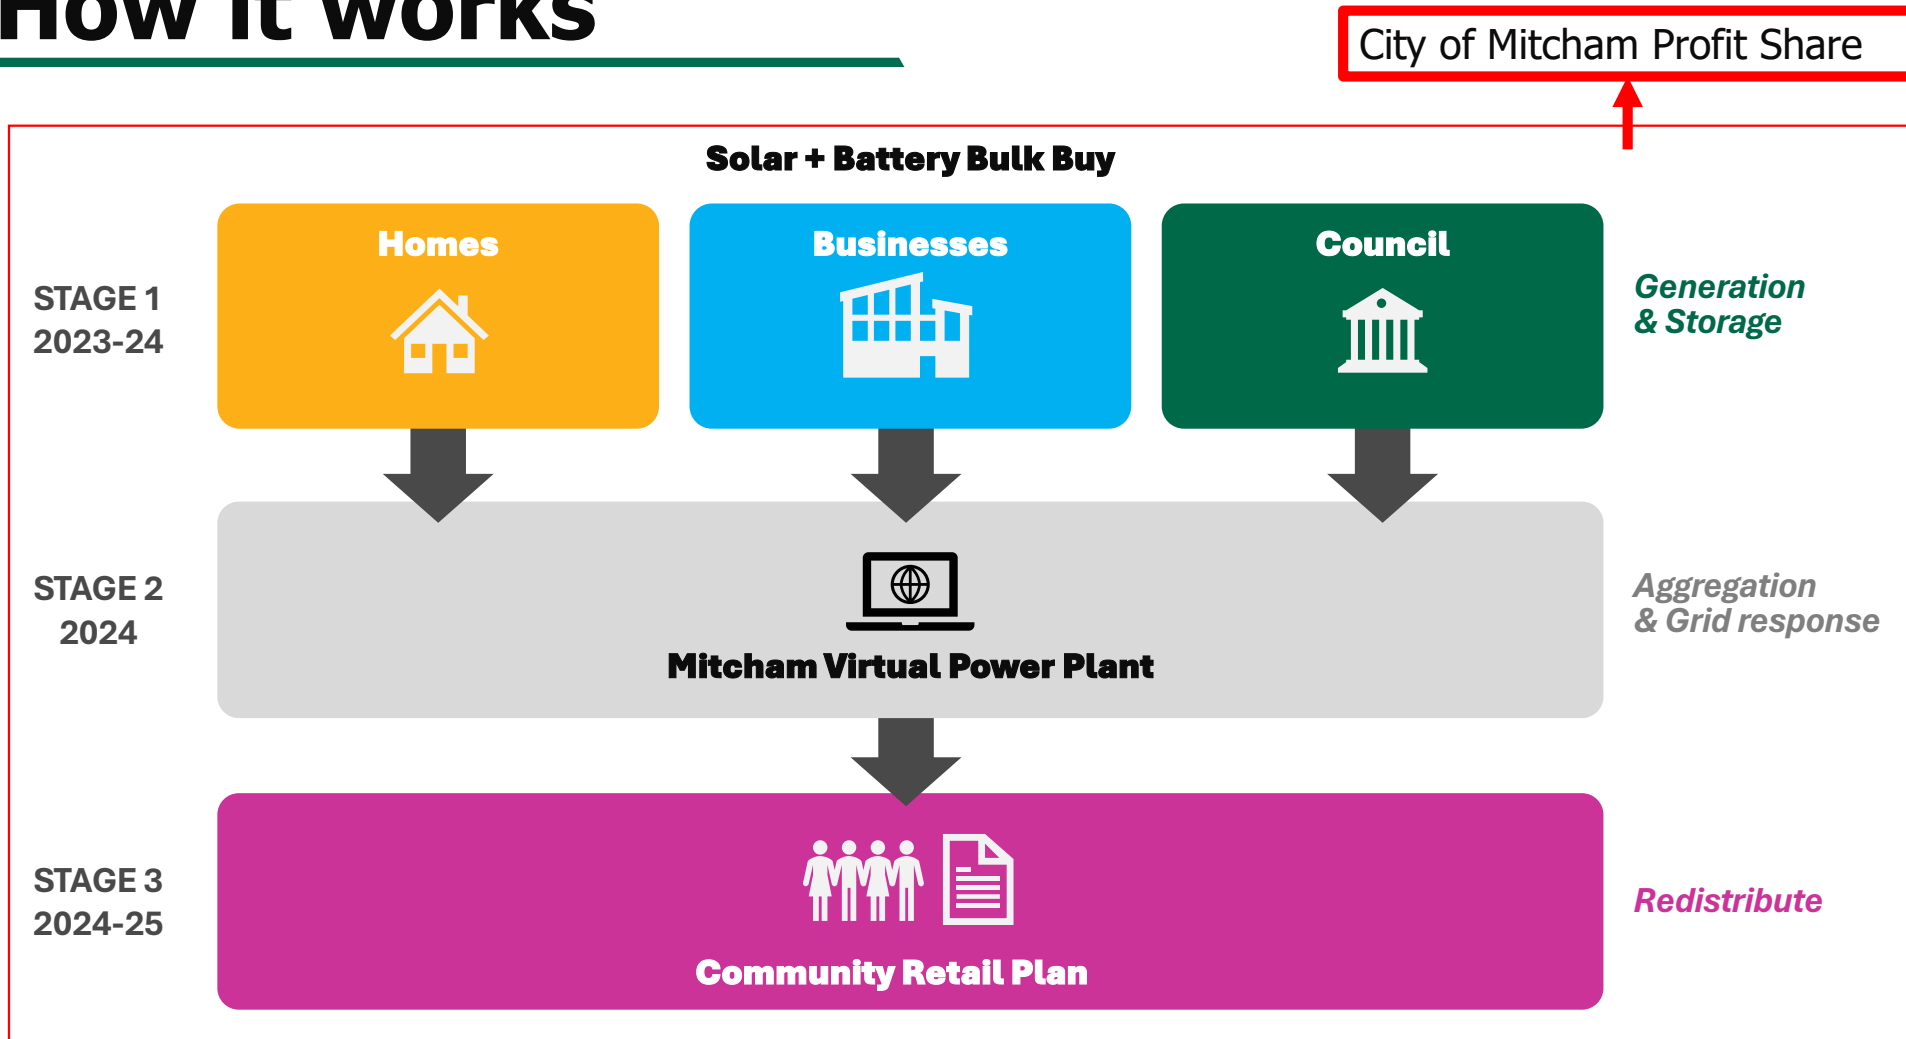 How it works
City of Mitcham Profit Share
Solar + Battery Bulk Buy
Homes
Businesses
Council
STAGE 1
2023-24
Generation
& Storage
STAGE 2
2024
Mitcham Virtual Power Plant
Aggregation
& Grid response
STAGE 3
2024-25
Community Retail Plan
Redistribute